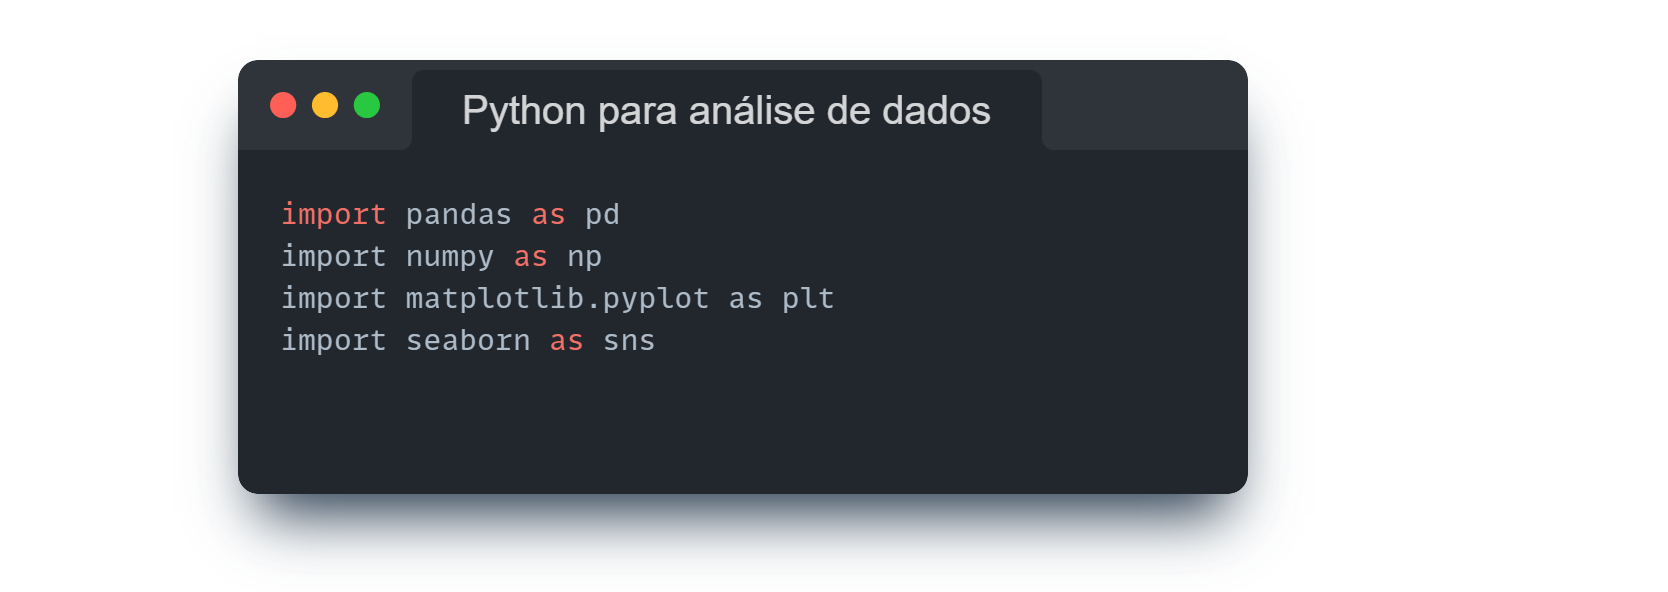 Python para análise de dados
import pandas as pd
import numpy as np
import matplotlib.pyplot as plt
import seaborn as sns